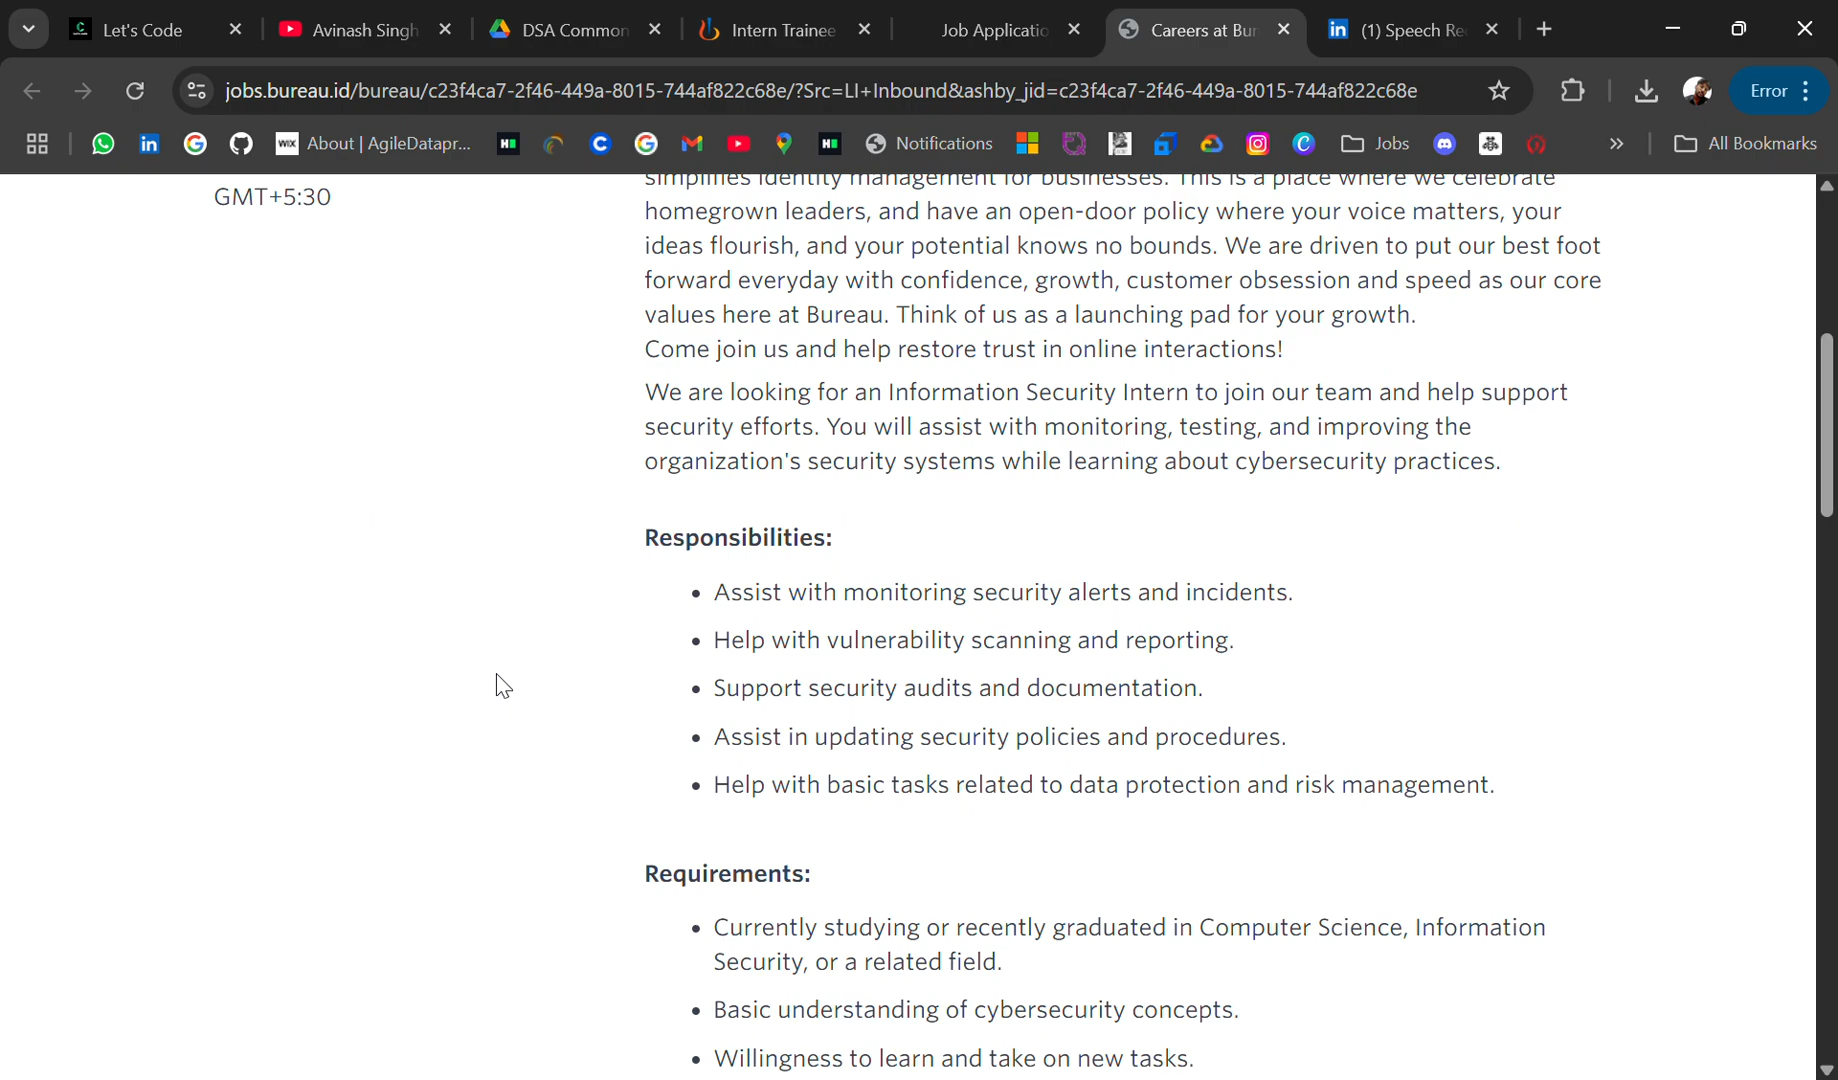 Let's Code
Avinash Singh
DSA Common
Intern Trainee
Job Applicatio
Careers at Bur
(1) Speech Re
jobs.bureau.id/bureau/c23f4ca7-2f46-449a-8015-744af822c68e/?Src=LI+Inbound&ashby_jid=c23f4ca7-2f46-449a-8015-744af822c68e
Error
WIX About | AgileDatapr...
Notifications
Jobs
All Bookmarks
GMT+5:30
simplifies identity management for businesses. This is a place where we celebrate
homegrown leaders, and have an open-door policy where your voice matters, your
ideas flourish, and your potential knows no bounds. We are driven to put our best foot
forward everyday with confidence, growth, customer obsession and speed as our core
values here at Bureau. Think of us as a launching pad for your growth.
Come join us and help restore trust in online interactions!
We are looking for an Information Security Intern to join our team and help support
security efforts. You will assist with monitoring, testing, and improving the
organization's security systems while learning about cybersecurity practices.
Responsibilities:
• Assist with monitoring security alerts and incidents.
• Help with vulnerability scanning and reporting.
• Support security audits and documentation.
• Assist in updating security policies and procedures.
• Help with basic tasks related to data protection and risk management.
Requirements:
• Currently studying or recently graduated in Computer Science, Information
Security, or a related field.
• Basic understanding of cybersecurity concepts.
• Willingness to learn and take on new tasks.